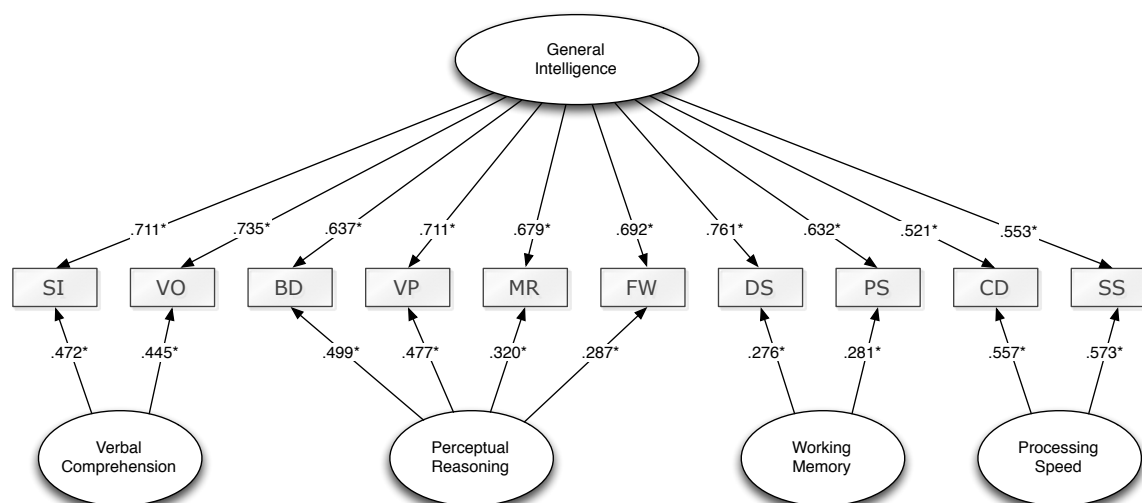 General
Intelligence
.711* .735* .637* .711* .679* .692* .761* .632* .521* .553*
SI VO BD VP MR FW DS PS CD SS
.472* .445* .499* .477* .320* .287* .276* .281* .557* .573*
Verbal
Comprehension
Perceptual
Reasoning
Working
Memory
Processing
Speed